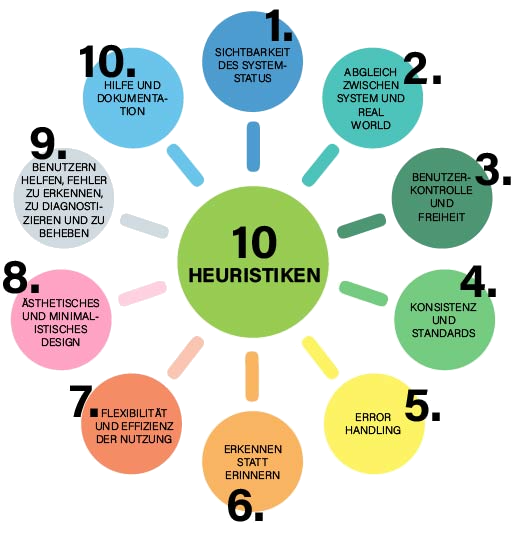 10
HEURISTIKEN
1.
SICHTBARKEIT
DES SYSTEM-
STATUS
2.
ABGLEICH
ZWISCHEN
SYSTEM UND
REAL
WORLD
3.
BENUTZER-
KONTROLLE
UND
FREIHEIT
4.
KONSISTENZ
UND
STANDARDS
5.
ERROR
HANDLING
ERKENNEN
STATT
ERINNERN
6.
7.
FLEXIBILITÄT
UND EFFIZIENZ
DER NUTZUNG
8.
ÄSTHETISCHES
UND MINIMAL-
ISTISCHES
DESIGN
9.
BENUTZERN
HELFEN, FEHLER
ZU ERKENNEN,
ZU DIAGNOSTI-
ZIEREN UND ZU
BEHEBEN
10.
HILFE UND
DOKUMENTA-
TION